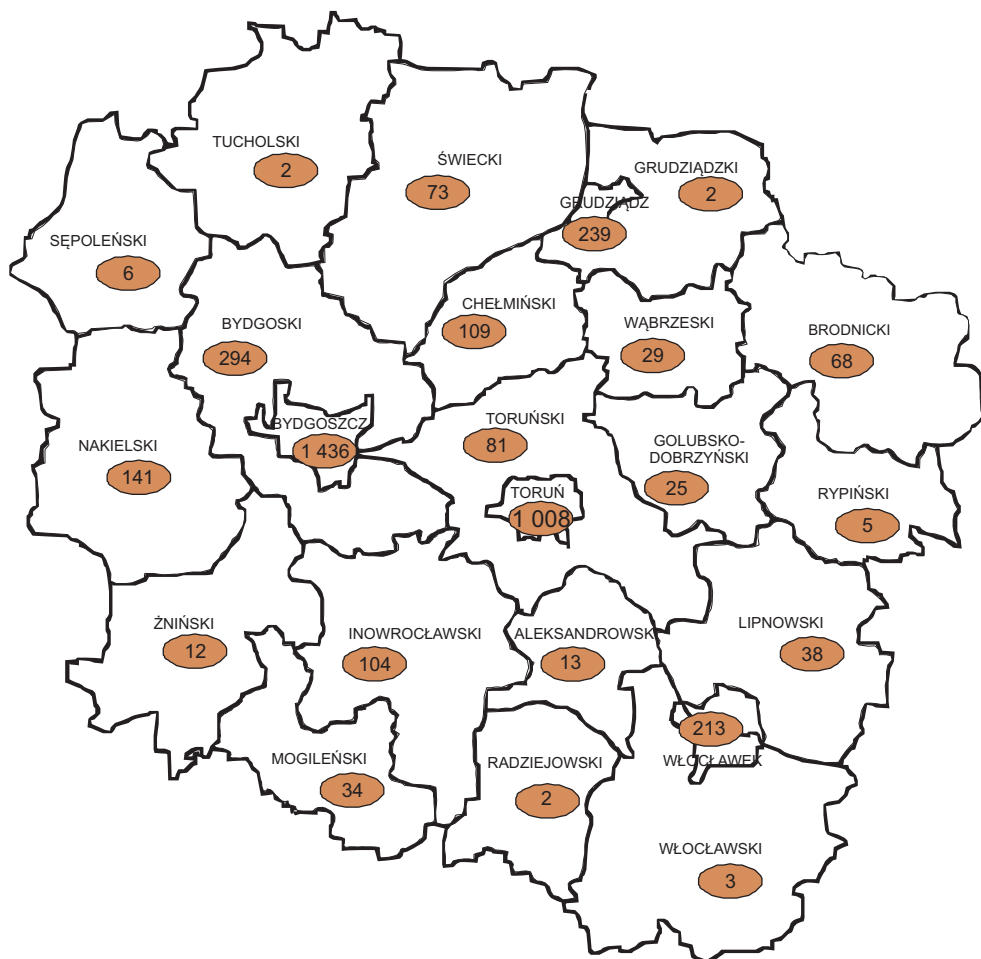 TUCHOLSKI
2
ŚWIECKI
73
GRUDZIĄDZKI
2
GRUDZIĄDZ
239
SĘPOLEŃSKI
6
BYDGOSKI
294
CHEŁMIŃSKI
109
WĄBRZESKI
29
BRODNICKI
68
NAKIELSKI
141
BYDGOSZCZ
1 436
TORUŃSKI
81
GOLUBSKO-
DOBRZYŃSKI
25
TORUŃ
1 008
RYPIŃSKI
5
ŻNIŃSKI
12
INOWROCŁAWSKI
104
ALEKSANDROWSKI
13
LIPNOWSKI
38
213
WŁOCŁAWEK
MOGILEŃSKI
34
RADZIEJOWSKI
2
WŁOCŁAWSKI
3